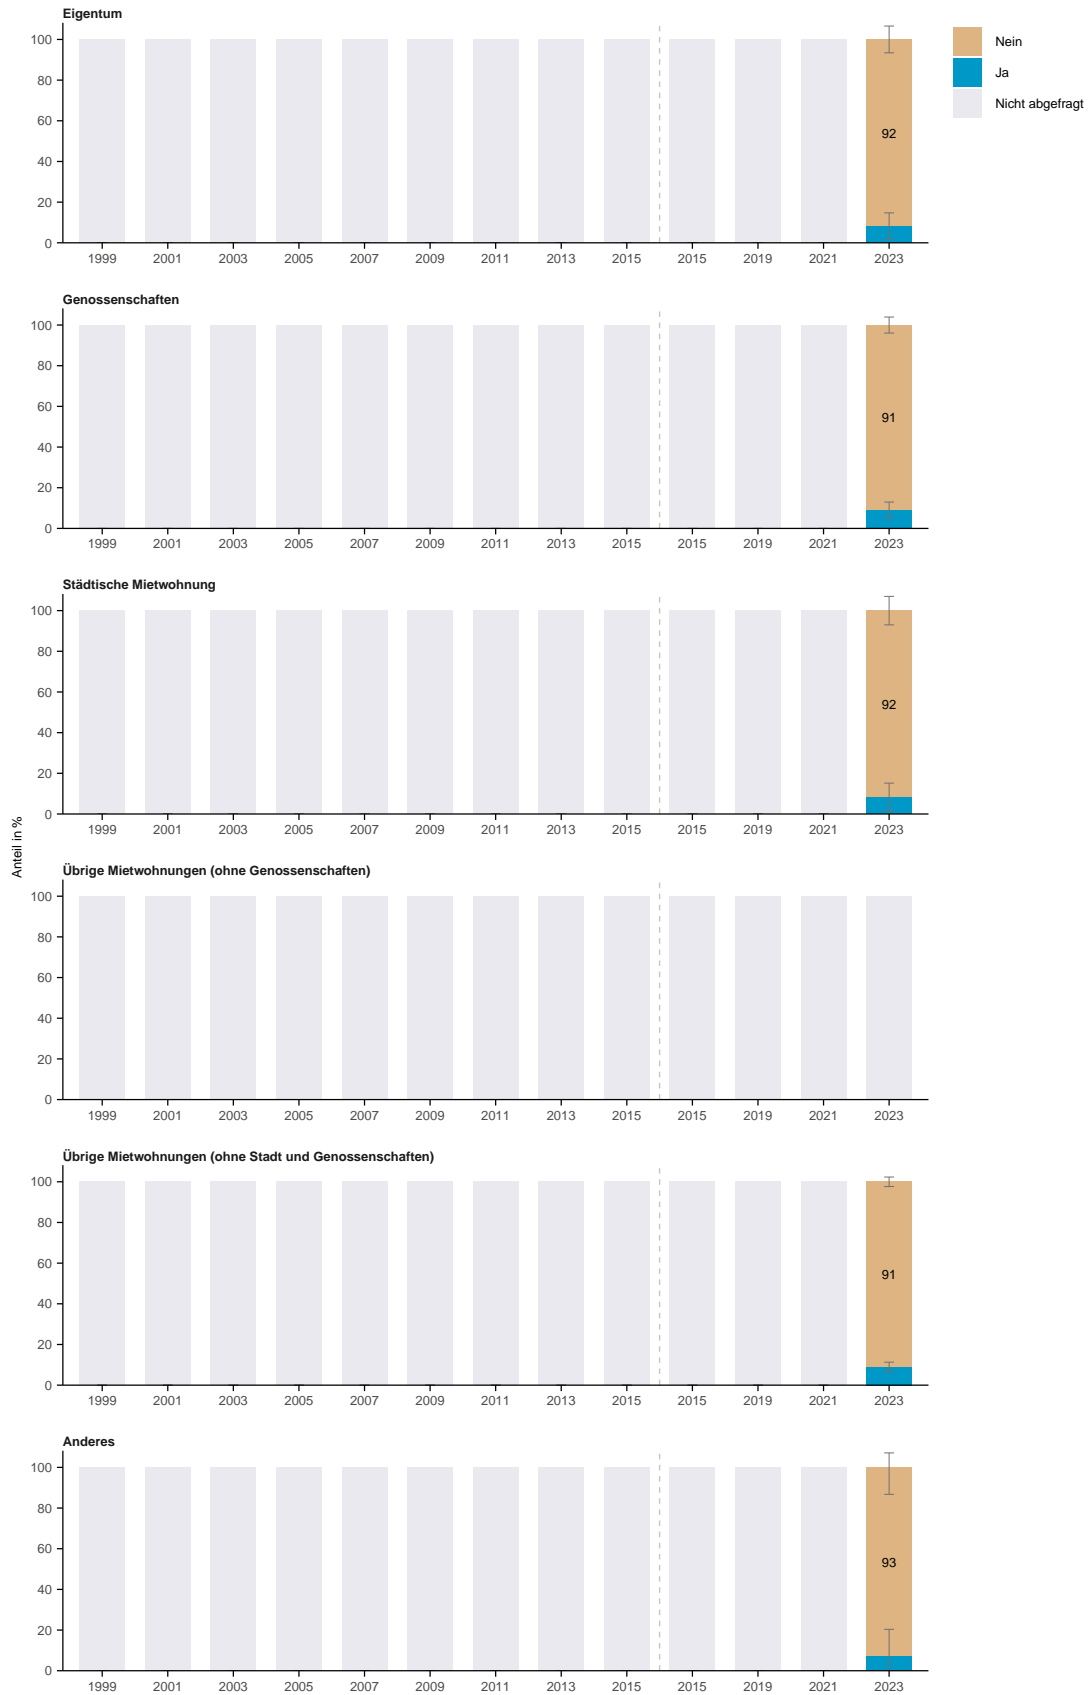 Eigentum
100
80
60
40
20
0
92
1999 2001 2003 2005 2007 2009 2011 2013 2015 2015 2019 2021 2023
Nein
Ja
Nicht abgefragt
Genossenschaften
100
80
60
40
20
0
91
1999 2001 2003 2005 2007 2009 2011 2013 2015 2015 2019 2021 2023
Städtische Mietwohnung
100
80
60
40
20
0
92
1999 2001 2003 2005 2007 2009 2011 2013 2015 2015 2019 2021 2023
Anteil in %
Übrige Mietwohnungen (ohne Genossenschaften)
100
80
60
40
20
0
1999 2001 2003 2005 2007 2009 2011 2013 2015 2015 2019 2021 2023
Übrige Mietwohnungen (ohne Stadt und Genossenschaften)
100
80
60
40
20
0
91
1999 2001 2003 2005 2007 2009 2011 2013 2015 2015 2019 2021 2023
Anderes
100
80
60
40
20
0
93
1999 2001 2003 2005 2007 2009 2011 2013 2015 2015 2019 2021 2023